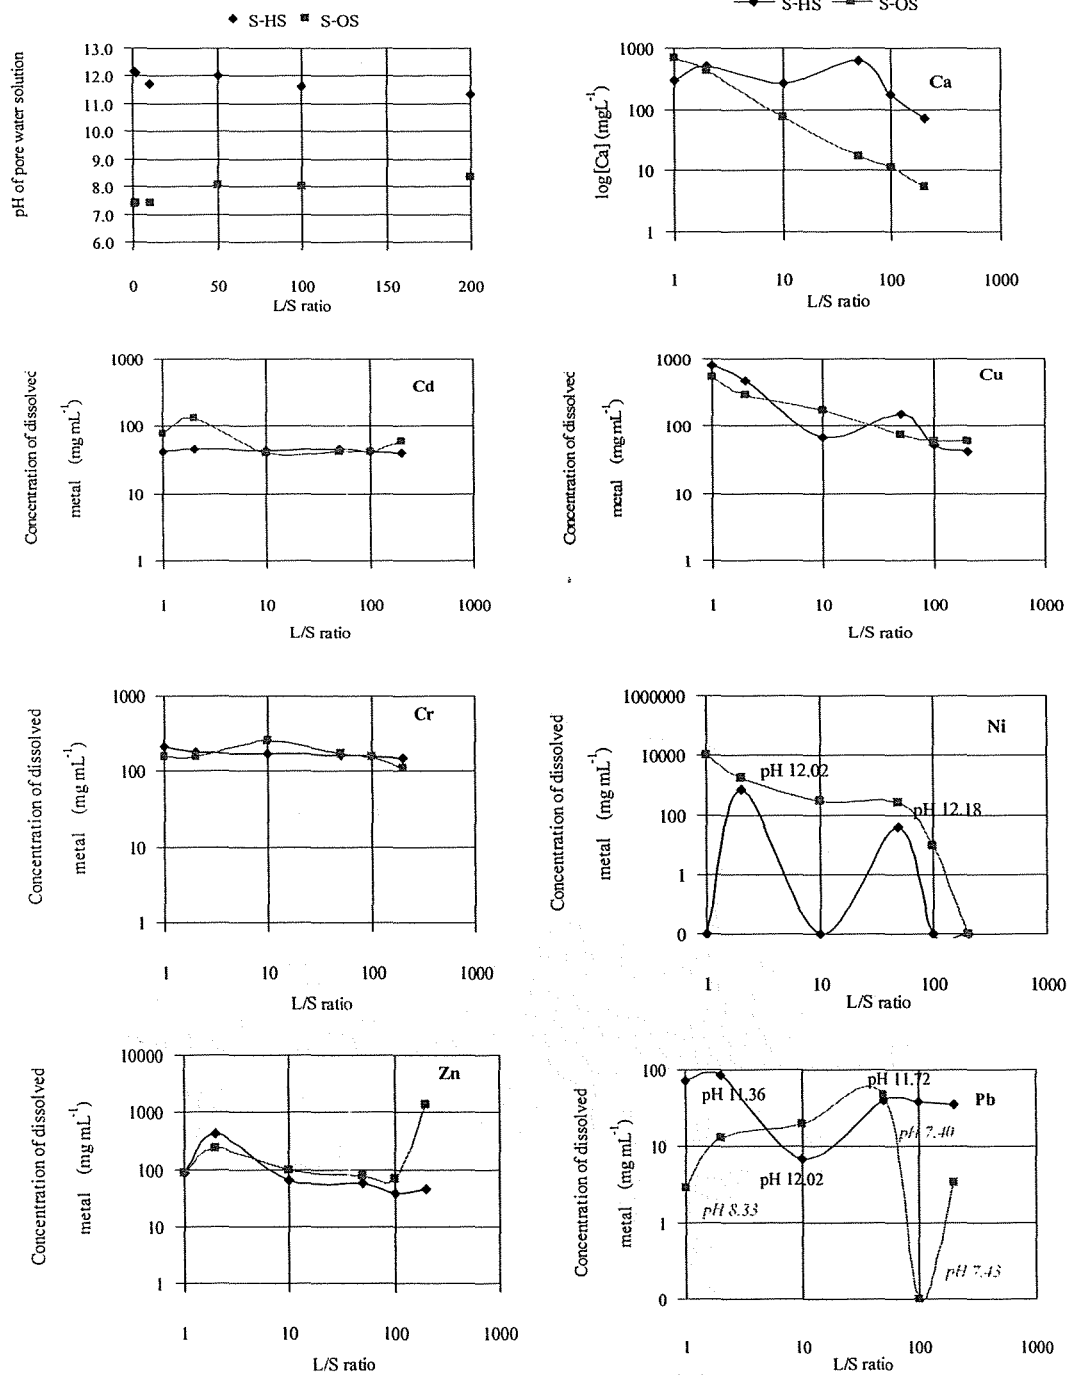 S-HS S-OS
pH of pore water solution
13.0
12.0
11.0
10.0
9.0
8.0
7.0
6.0
0 50 100 150 200
L/S ratio
S-HS S-OS
log[Ca] (mgL-1)
1000
100
10
1
Ca
1 10 100 1000
L/S ratio
Concentration of dissolved
metal (mg mL-1)
1000
100
10
1
Cd
1 10 100 1000
L/S ratio
Concentration of dissolved
metal (mg mL-1)
1000
100
10
1
Cu
1 10 100 1000
L/S ratio
Concentration of dissolved
metal (mg mL-1)
1000
100
10
1
Cr
1 10 100 1000
L/S ratio
Concentration of dissolved
metal (mg mL-1)
1000000
10000
100
1
0
Ni
pH 12.02
pH 12.18
1 10 100 1000
L/S ratio
Concentration of dissolved
metal (mg mL-1)
10000
1000
100
10
1
Zn
1 10 100 1000
L/S ratio
Concentration of dissolved
metal (mg mL-1)
100
10
1
0
Pb
pH 11.72
pH 11.36
pH 7.40
pH 12.02
pH 8.33
pH 7.43
1 10 100 1000
L/S ratio